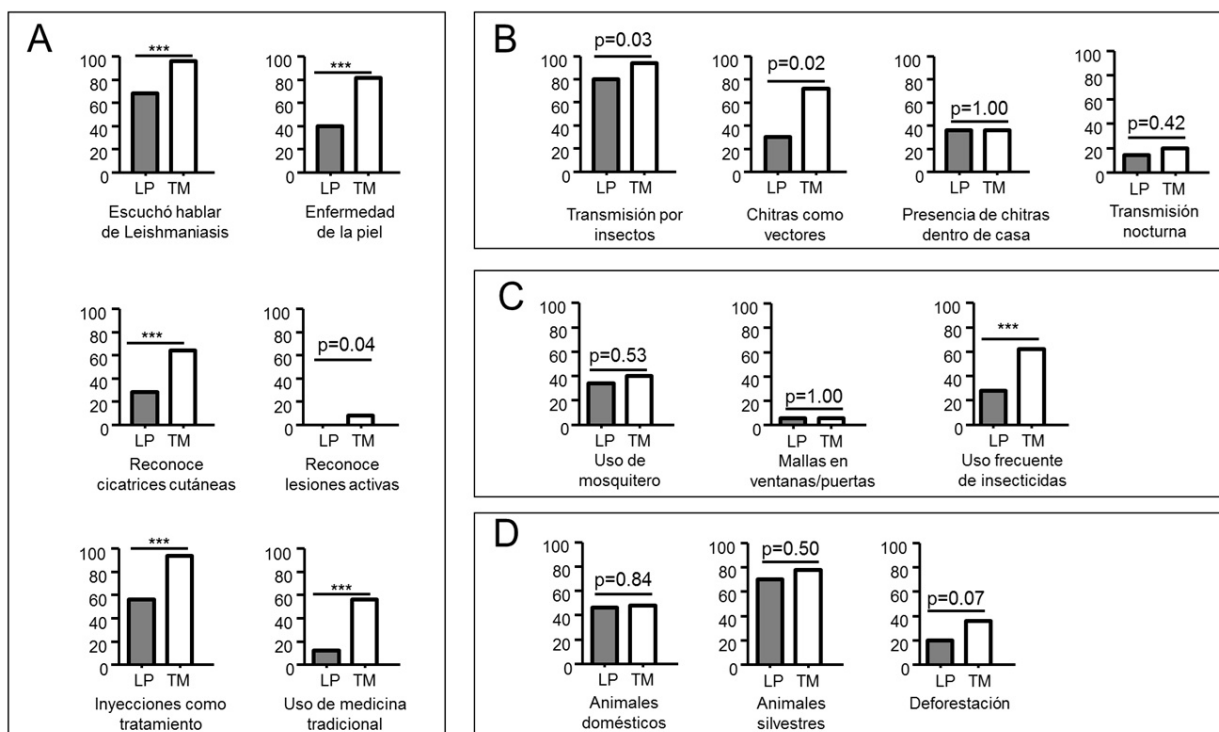 A
***
100
80
60
40
20
0
LP TM
Escuchó hablar
de Leishmaniasis
***
100
80
60
40
20
0
LP TM
Enfermedad
de la piel
***
100
80
60
40
20
0
LP TM
Reconoce
cicatrices cutáneas
p=0.04
100
80
60
40
20
0
LP TM
Reconoce
lesiones activas
***
100
80
60
40
20
0
LP TM
Inyecciones como
tratamiento
***
100
80
60
40
20
0
LP TM
Uso de medicina
tradicional
B
p=0.03
100
80
60
40
20
0
LP TM
Transmisión por
insectos
p=0.02
100
80
60
40
20
0
LP TM
Chitras como
vectores
p=1.00
100
80
60
40
20
0
LP TM
Presencia de chitras
dentro de casa
p=0.42
100
80
60
40
20
0
LP TM
Transmisión
nocturna
C
p=0.53
100
80
60
40
20
0
LP TM
Uso de
mosquitero
p=1.00
100
80
60
40
20
0
LP TM
Mallas en
ventanas/puertas
***
100
80
60
40
20
0
LP TM
Uso frecuente
de insecticidas
D
p=0.84
100
80
60
40
20
0
LP TM
Animales
domésticos
p=0.50
100
80
60
40
20
0
LP TM
Animales
silvestres
p=0.07
100
80
60
40
20
0
LP TM
Deforestación